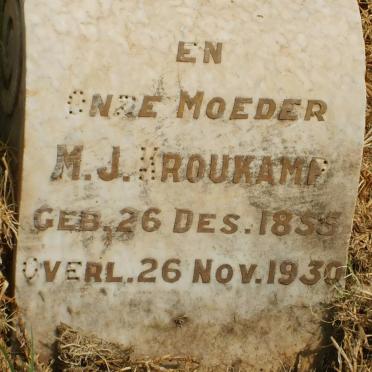 EN
ONZE MOEDER
M.J. KROUKAMP
GEB. 26 DES. 1855
OVERL. 26 NOV. 1930